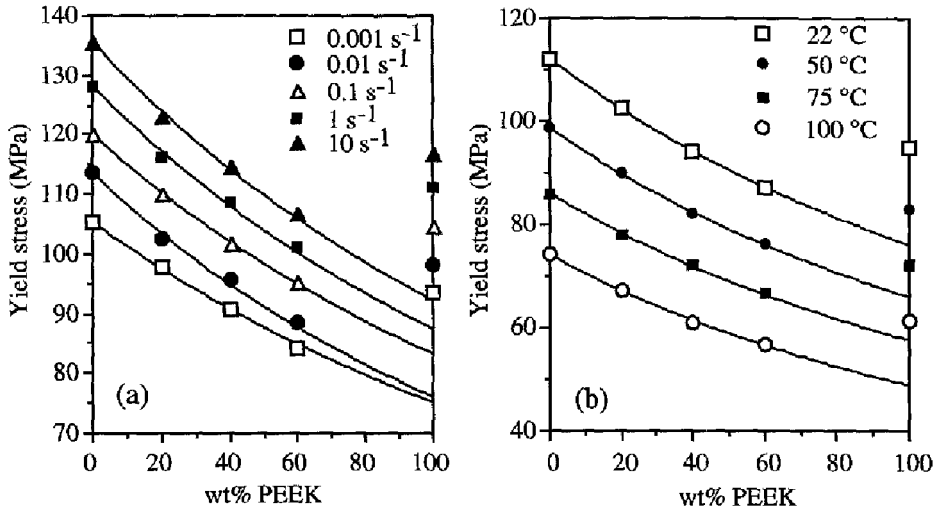 140
130
120
110
100
90
80
70
0 20 40 60 80 100
Yield stress (MPa)
wt% PEEK
(a)
0.001 s⁻¹
0.01 s⁻¹
0.1 s⁻¹
1 s⁻¹
10 s⁻¹
120
100
80
60
40
0 20 40 60 80 100
Yield stress (MPa)
wt% PEEK
(b)
22 °C
50 °C
75 °C
100 °C